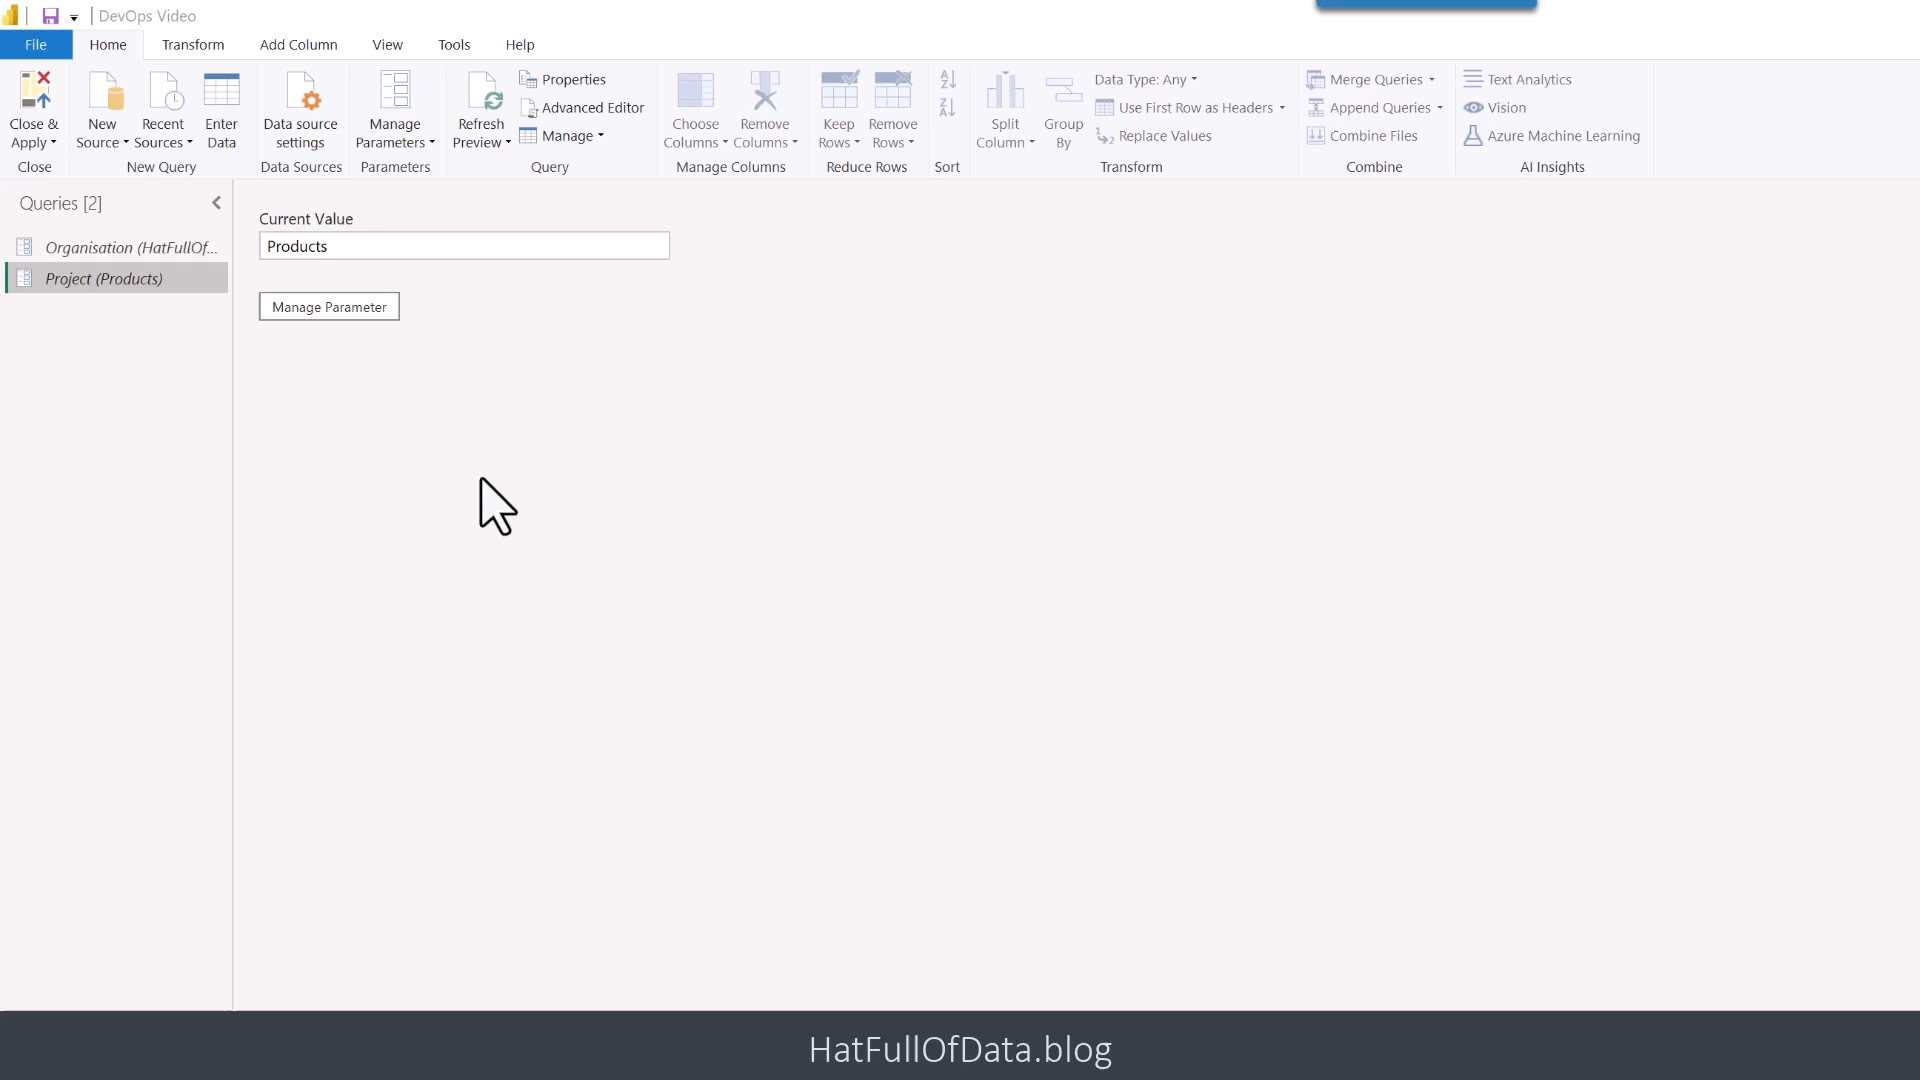 DevOps Video
File Home Transform Add Column View Tools Help
Close & Apply
Close
New Source
Recent Sources
Enter Data
New Query
Data source settings
Data Sources
Manage Parameters
Parameters
Refresh Preview
Properties
Advanced Editor
Manage
Query
Choose Columns
Remove Columns
Manage Columns
Keep Rows
Remove Rows
Reduce Rows
Sort
Split Column
Group By
Data Type: Any
Use First Row as Headers
Replace Values
Transform
Merge Queries
Append Queries
Combine Files
Combine
Text Analytics
Vision
Azure Machine Learning
AI Insights
Queries [2]
Organisation (HatFullOf...
Project (Products)
Current Value
Products
Manage Parameter
HatFullOfData.blog